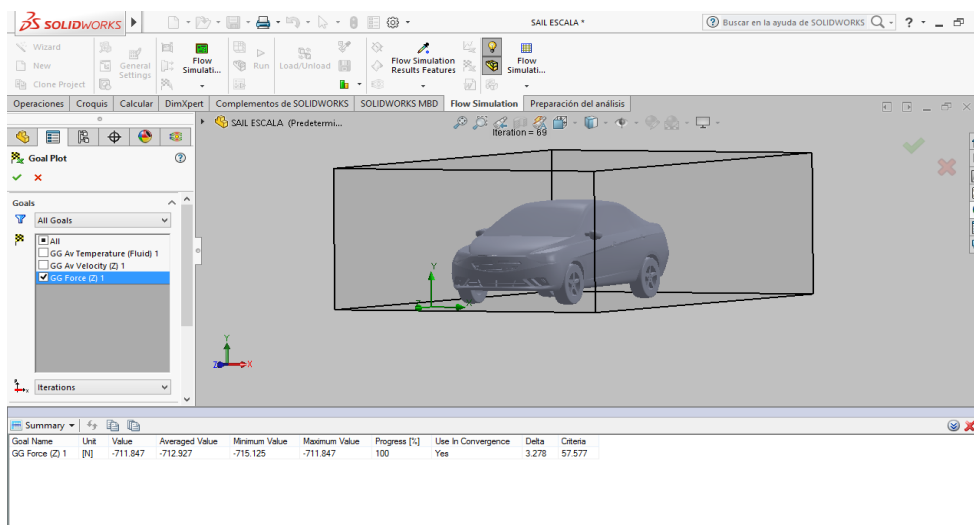 SOLIDWORKS
SAIL ESCALA *
Buscar en la ayuda de SOLIDWORKS
?
Wizard
New
Clone Project
General Settings
Flow Simulati...
Run
Load/Unload
Flow Simulation Results Features
Flow Simulati...
Operaciones
Croquis
Calcular
DimXpert
Complementos de SOLIDWORKS
SOLIDWORKS MBD
Flow Simulation
Preparación del análisis
SAIL ESCALA (Predetermi...
Iteration = 69
Goal Plot
Goals
All Goals
All
GG Av Temperature (Fluid) 1
GG Av Velocity (Z) 1
GG Force (Z) 1
Iterations
Y
Y
Z
X
Summary
Goal Name Unit Value Averaged Value Minimum Value Maximum Value Progress [%] Use In Convergence Delta Criteria
GG Force (Z) 1 [N] -711.847 -712.927 -715.125 -711.847 100 Yes 3.278 57.577